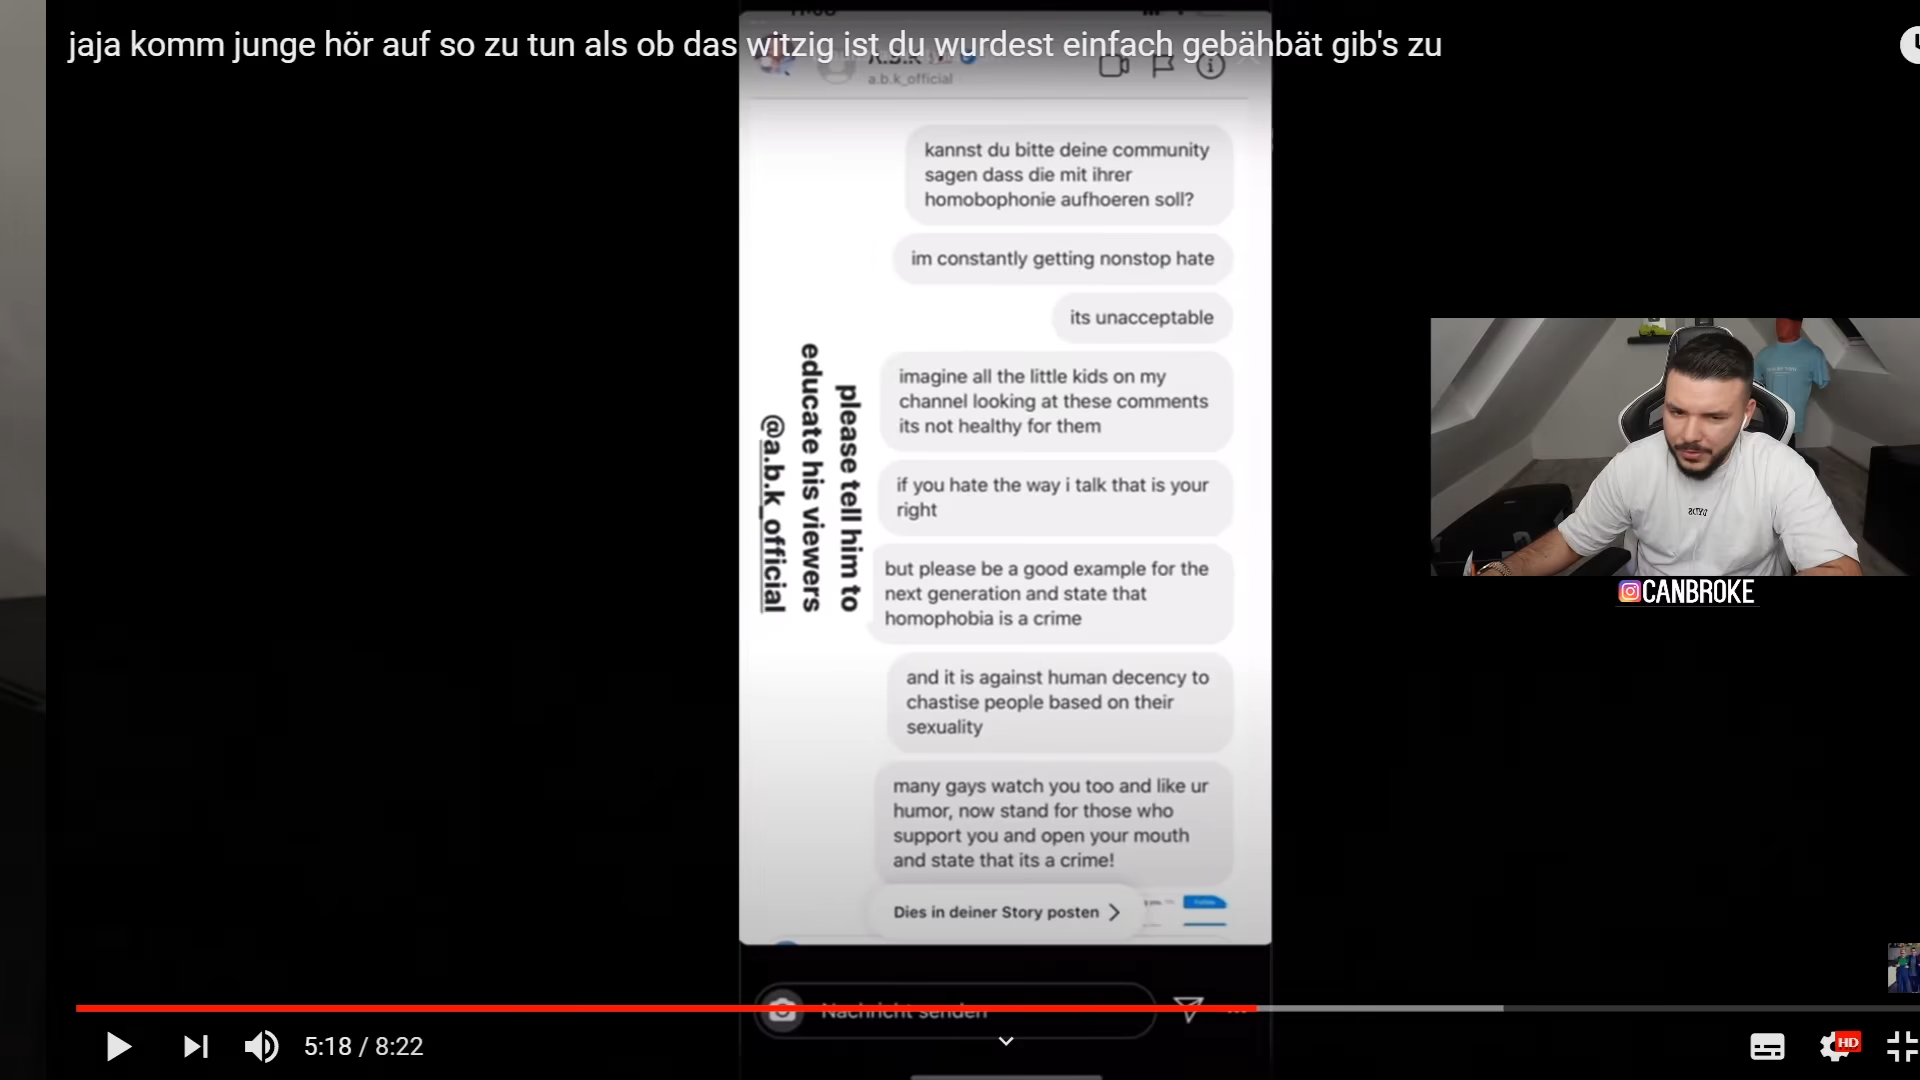 jaja komm junge hör auf so zu tun als ob das witzig ist du wurdest einfach gebähbät gib's zu
a.b.k_official
kannst du bitte deine community
sagen dass die mit ihrer
homobophonie aufhoeren soll?
im constantly getting nonstop hate
its unacceptable
imagine all the little kids on my
channel looking at these comments
its not healthy for them
if you hate the way i talk that is your
right
but please be a good example for the
next generation and state that
homophobia is a crime
and it is against human decency to
chastise people based on their
sexuality
many gays watch you too and like ur
humor, now stand for those who
support you and open your mouth
and state that its a crime!
please tell him to
educate his viewers
@a.b.k_official
Dies in deiner Story posten
Nachricht senden
CANBROKE
5:18 / 8:22
HD